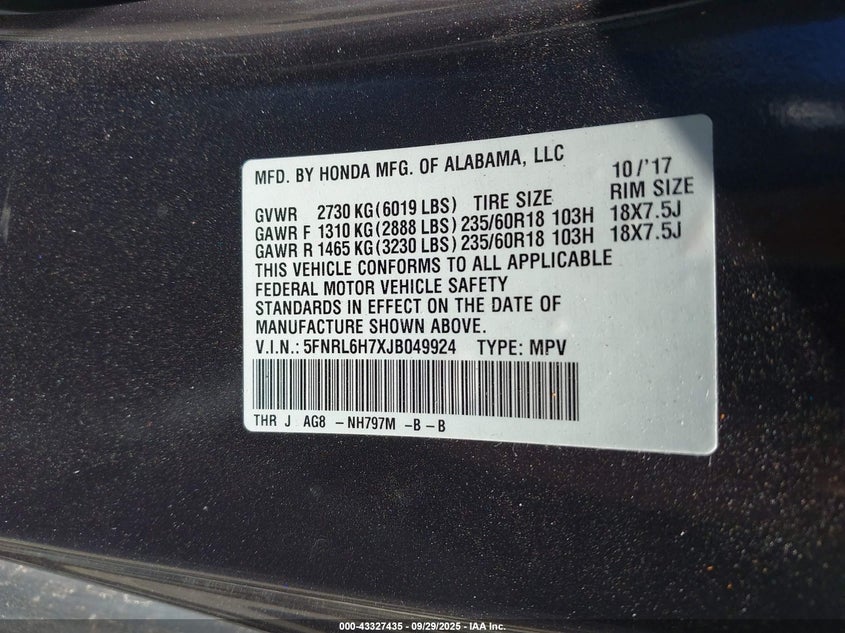 MFD. BY HONDA MFG. OF ALABAMA, LLC 10/'17
GVWR 2730 KG(6019 LBS) TIRE SIZE RIM SIZE
GAWR F 1310 KG(2888 LBS) 235/60R18 103H 18X7.5J
GAWR R 1465 KG(3230 LBS) 235/60R18 103H 18X7.5J
THIS VEHICLE CONFORMS TO ALL APPLICABLE
FEDERAL MOTOR VEHICLE SAFETY
STANDARDS IN EFFECT ON THE DATE OF
MANUFACTURE SHOWN ABOVE.
V.I.N.: 5FNRL6H7XJB049924 TYPE: MPV
THR J AG8 - NH797M -B - B
000-43327435 - 09/29/2025 - IAA Inc.